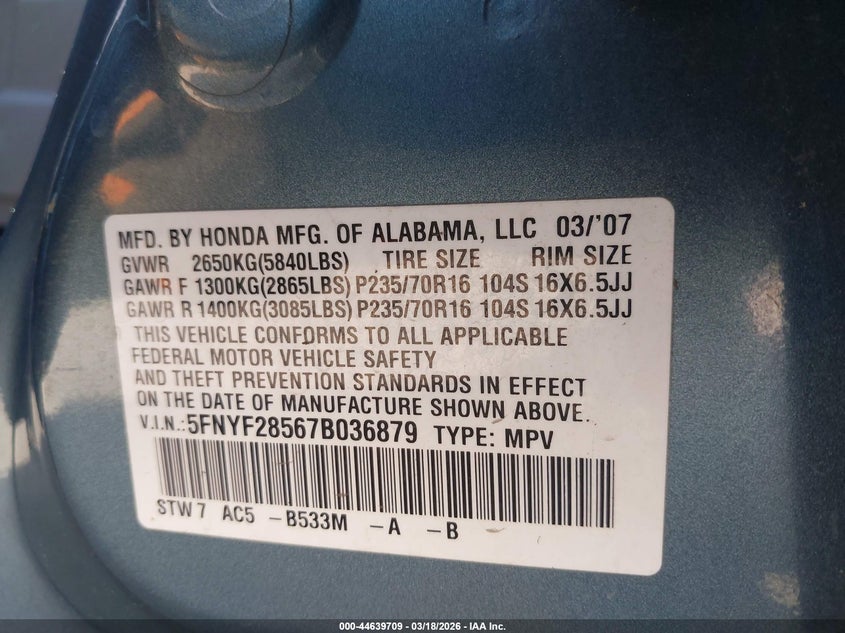 MFD. BY HONDA MFG. OF ALABAMA, LLC 03/'07
GVWR 2650KG(5840LBS) TIRE SIZE RIM SIZE
GAWR F 1300KG(2865LBS) P235/70R16 104S 16X6.5JJ
GAWR R 1400KG(3085LBS) P235/70R16 104S 16X6.5JJ
THIS VEHICLE CONFORMS TO ALL APPLICABLE
FEDERAL MOTOR VEHICLE SAFETY
AND THEFT PREVENTION STANDARDS IN EFFECT
ON THE DATE OF MANUFACTURE SHOWN ABOVE.
V.I.N.:5FNYF28567B036879 TYPE: MPV
STW7 AC5 -B533M -A -B
000-44639709 - 03/18/2026 - IAA Inc.